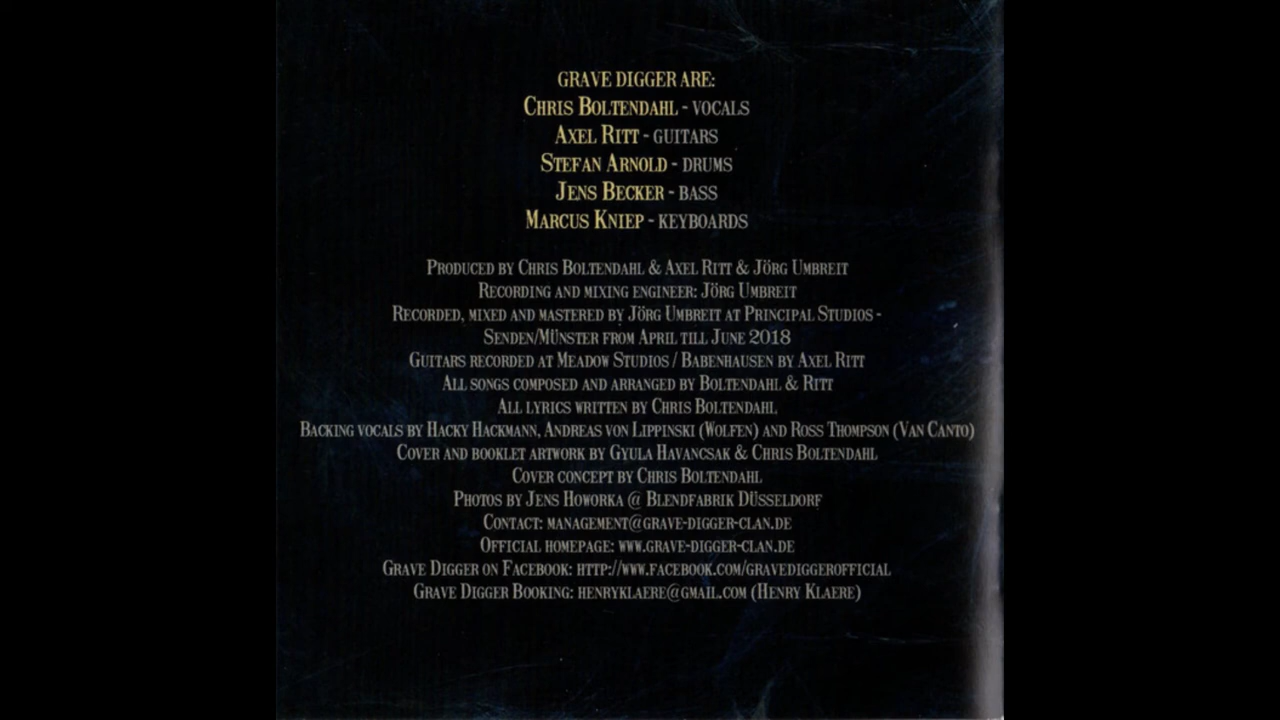 GRAVE DIGGER ARE:
CHRIS BOLTENDAHL - VOCALS
AXEL RITT - GUITARS
STEFAN ARNOLD - DRUMS
JENS BECKER - BASS
MARCUS KNIEP - KEYBOARDS
PRODUCED BY CHRIS BOLTENDAHL & AXEL RITT & JÖRG UMBREIT
RECORDING AND MIXING ENGINEER: JÖRG UMBREIT
RECORDED, MIXED AND MASTERED BY JÖRG UMBREIT AT PRINCIPAL STUDIOS -
SENDEN/MÜNSTER FROM APRIL TILL JUNE 2018
GUITARS RECORDED AT MEADOW STUDIOS / BABENHAUSEN BY AXEL RITT
ALL SONGS COMPOSED AND ARRANGED BY BOLTENDAHL & RITT
ALL LYRICS WRITTEN BY CHRIS BOLTENDAHL
BACKING VOCALS BY HACKY HACKMANN, ANDREAS VON LIPPINSKI (WOLFEN) AND ROSS THOMPSON (VAN CANTO)
COVER AND BOOKLET ARTWORK BY GYULA HAVANCSAK & CHRIS BOLTENDAHL
COVER CONCEPT BY CHRIS BOLTENDAHL
PHOTOS BY JENS HOWORKA @ BLENDFABRIK DÜSSELDORF
CONTACT: MANAGEMENT@GRAVE-DIGGER-CLAN.DE
OFFICIAL HOMEPAGE: WWW.GRAVE-DIGGER-CLAN.DE
GRAVE DIGGER ON FACEBOOK: HTTP://WWW.FACEBOOK.COM/GRAVEDIGGEROFFICIAL
GRAVE DIGGER BOOKING: HENRYKLAERE@GMAIL.COM (HENRY KLAERE)